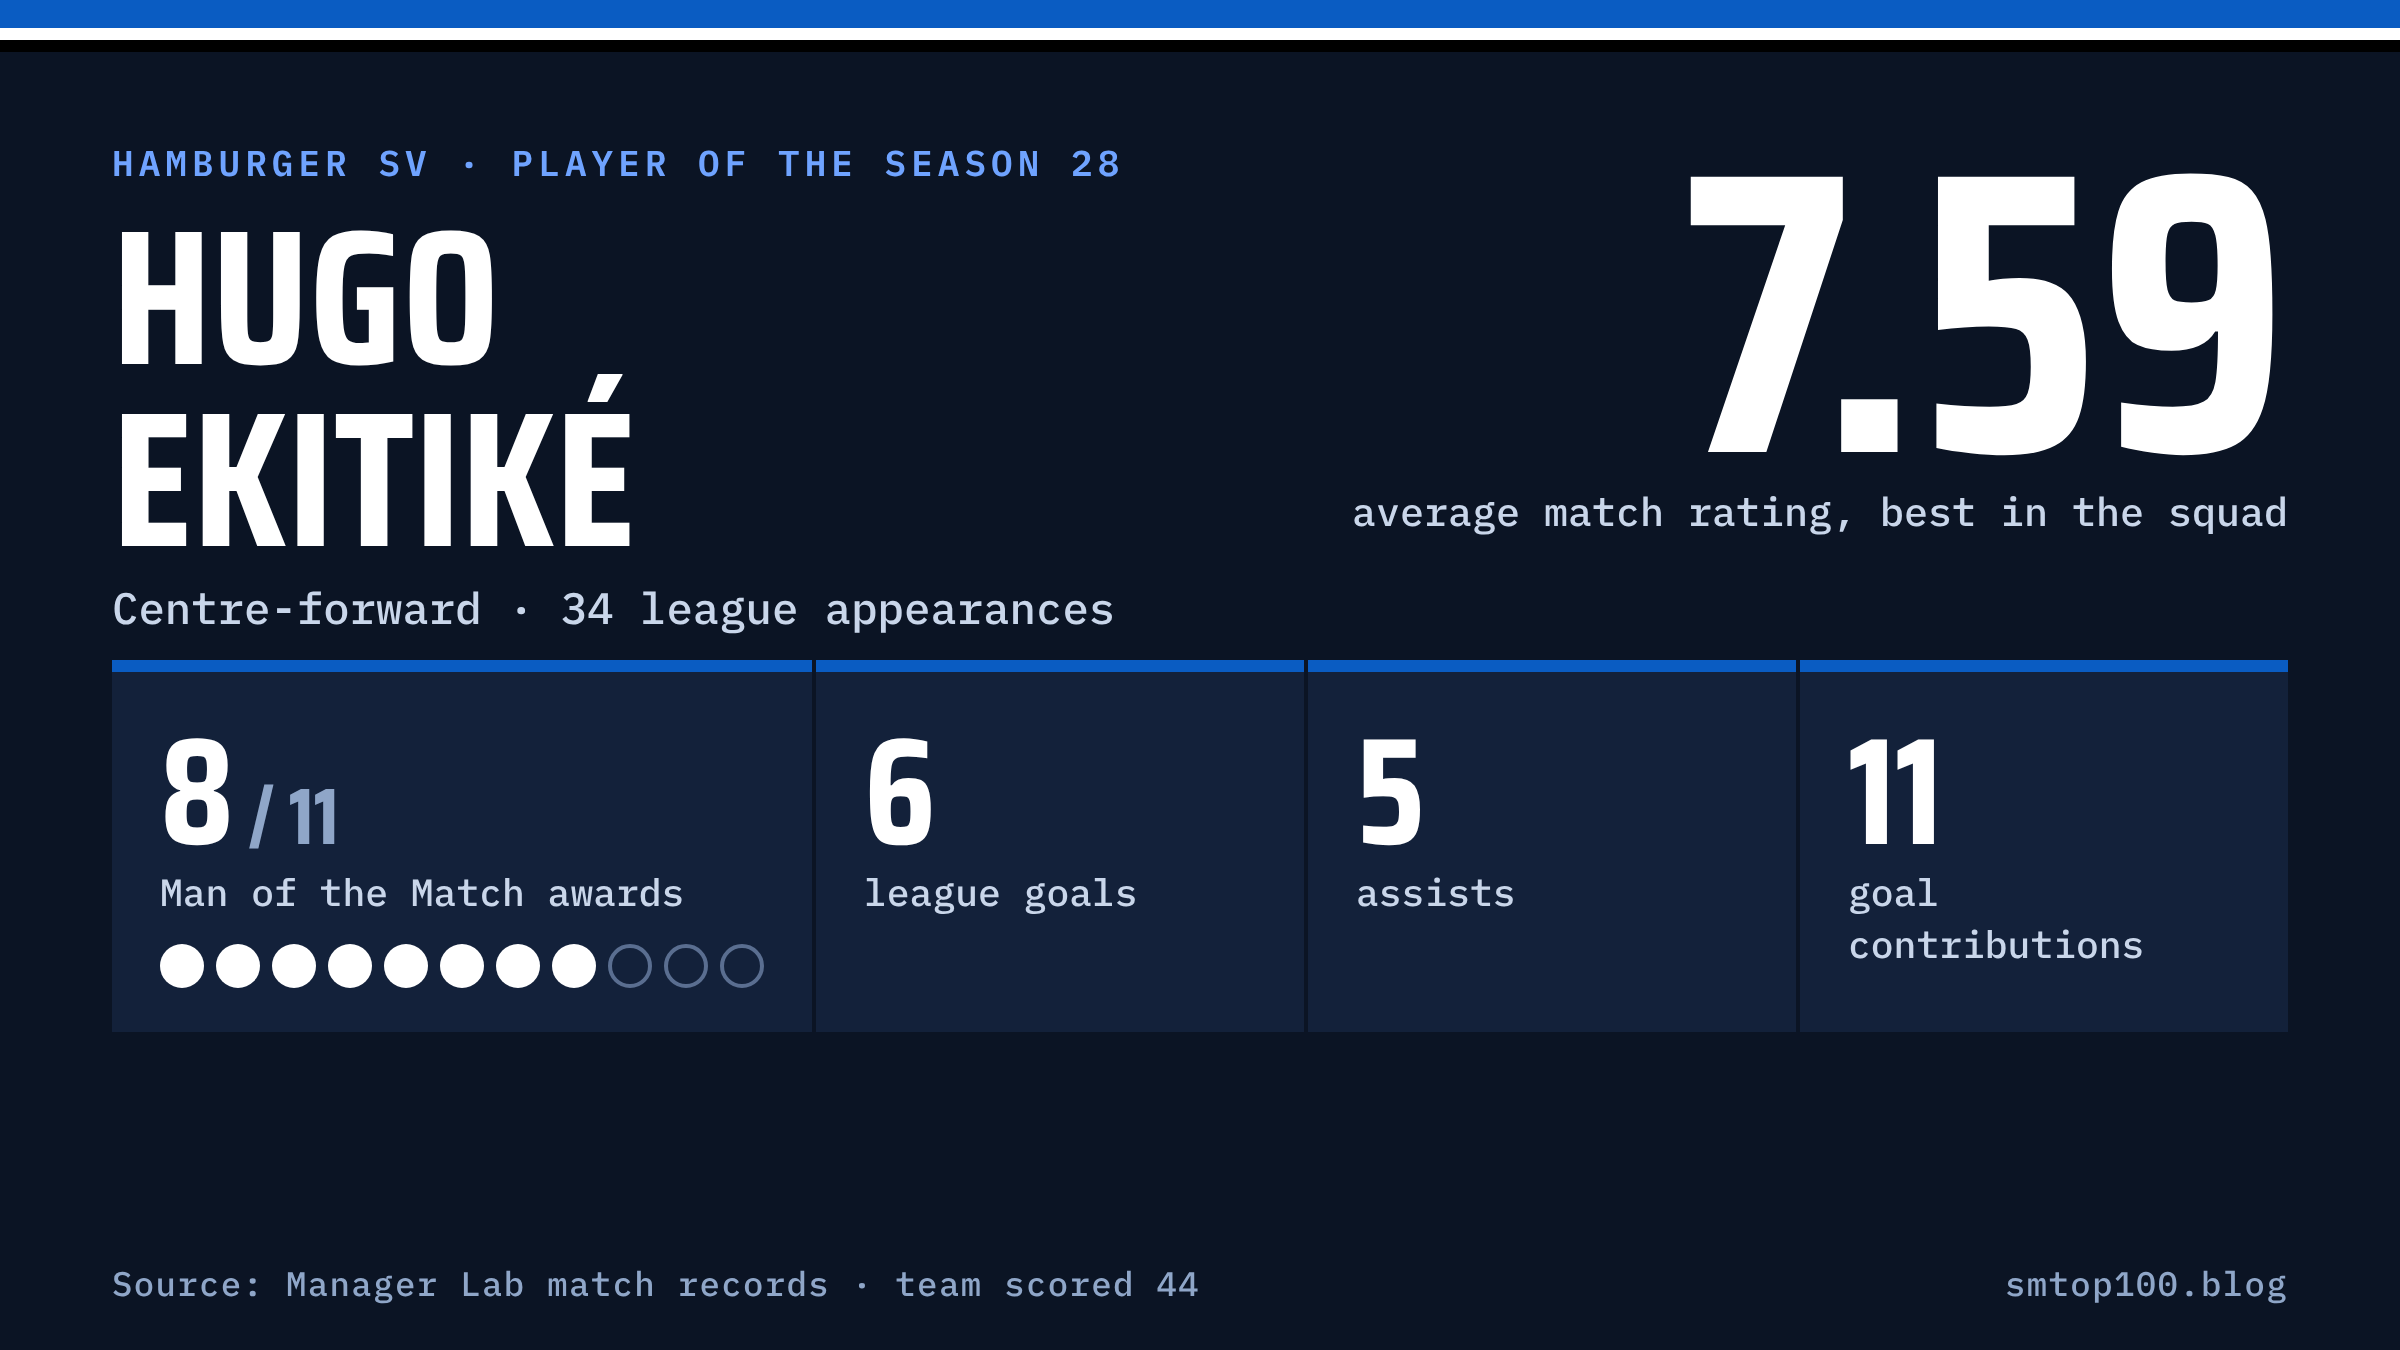 HAMBURGER SV · PLAYER OF THE SEASON 28
HUGO
EKITIKÉ
Centre-forward · 34 league appearances
7.59
average match rating, best in the squad
8 / 11
Man of the Match awards
6
league goals
5
assists
11
goal
contributions
Source: Manager Lab match records · team scored 44
smtop100.blog